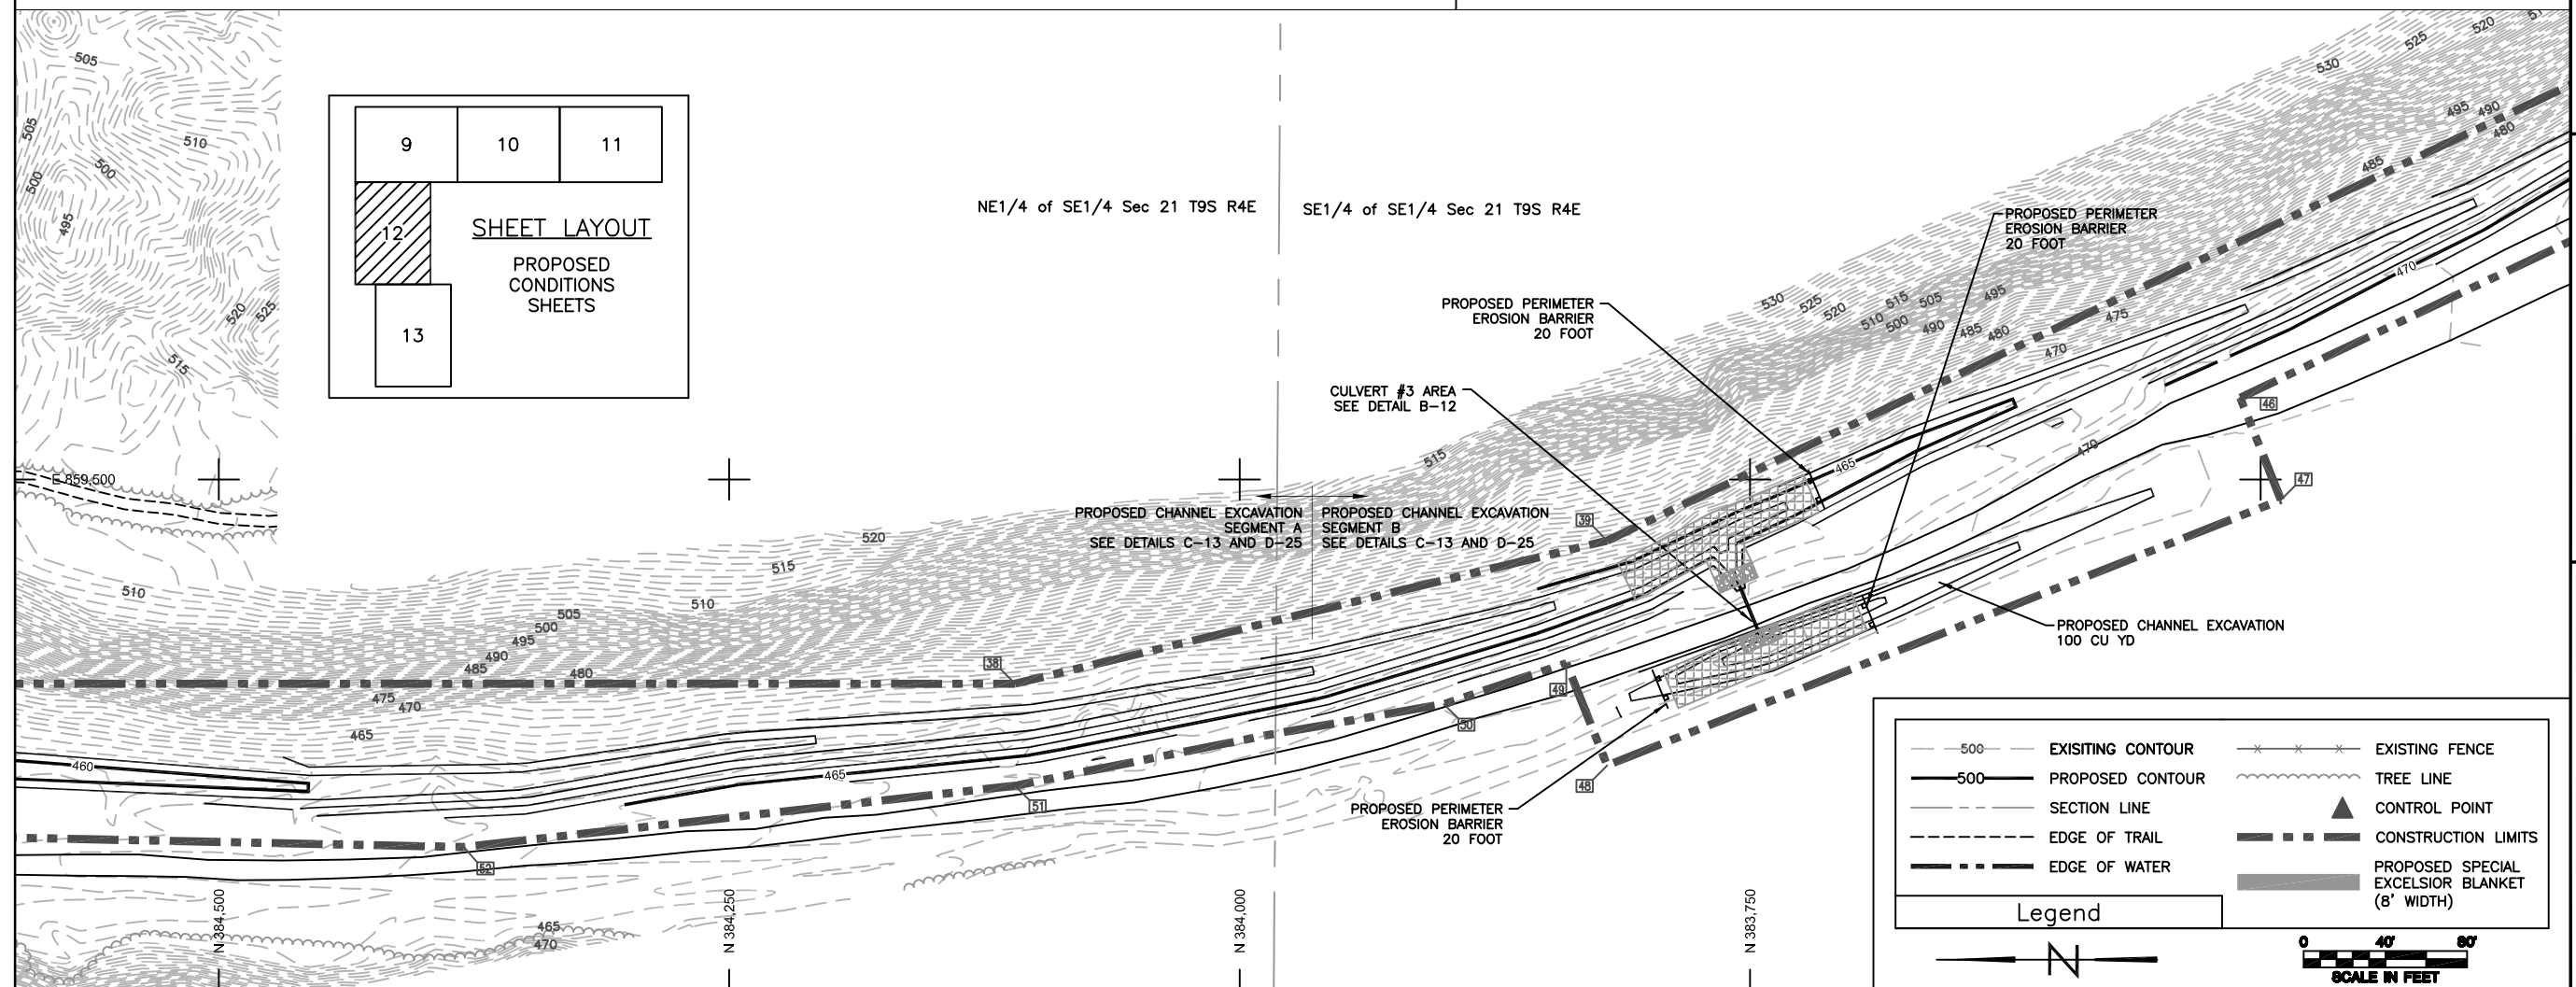 505
505
510
500
500
495
520
525
515
E 859,500
9
10
11
12
13
SHEET LAYOUT
PROPOSED
CONDITIONS
SHEETS
NE1/4 of SE1/4 Sec 21 T9S R4E
SE1/4 of SE1/4 Sec 21 T9S R4E
PROPOSED PERIMETER
EROSION BARRIER
20 FOOT
PROPOSED PERIMETER
EROSION BARRIER
20 FOOT
CULVERT #3 AREA
SEE DETAIL B-12
530
525
520
530
525
520
515
510
505
500
495
490
485
480
475
470
495
490
480
485
470
470
465
46
47
515
PROPOSED CHANNEL EXCAVATION
SEGMENT A
SEE DETAILS C-13 AND D-25
PROPOSED CHANNEL EXCAVATION
SEGMENT B
SEE DETAILS C-13 AND D-25
39
520
515
510
510
505
500
495
490
485
480
475
470
465
38
49
50
48
51
52
460
465
PROPOSED CHANNEL EXCAVATION
100 CU YD
PROPOSED PERIMETER
EROSION BARRIER
20 FOOT
465
470
N 384,500
N 384,250
N 384,000
N 383,750
500 EXISITING CONTOUR
500 PROPOSED CONTOUR
SECTION LINE
EDGE OF TRAIL
EDGE OF WATER
EXISTING FENCE
TREE LINE
CONTROL POINT
CONSTRUCTION LIMITS
PROPOSED SPECIAL
EXCELSIOR BLANKET
(8' WIDTH)
Legend
N
0 40' 80'
SCALE IN FEET